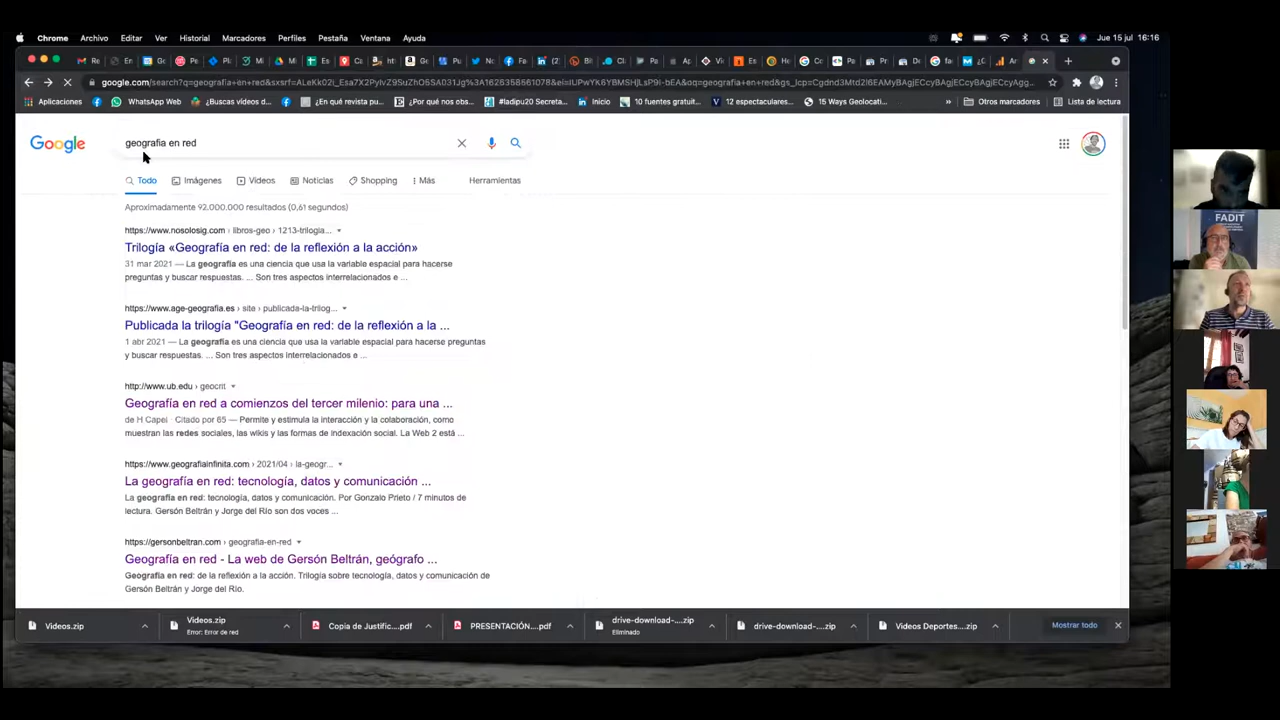 Chrome Archivo Editar Ver Historial Marcadores Perfiles Pestaña Ventana Ayuda Jue 15 jul 16:16
Aplicaciones WhatsApp Web ¿Buscas vídeos d... ¿En qué revista pu... ¿Por qué nos obs... #ladipu20 Secreta... Inicio 10 fuentes gratuit... 12 espectaculares... 15 Ways Geolocati... » Otros marcadores Lista de lectura
Google geografia en red
Todo Imágenes Vídeos Noticias Shopping Más Herramientas
Aproximadamente 92.000.000 resultados (0,61 segundos)
https://www.nosolosig.com › libros-geo › 1213-trilogia...
Trilogía «Geografía en red: de la reflexión a la acción»
31 mar 2021 — La geografía es una ciencia que usa la variable espacial para hacerse
preguntas y buscar respuestas. ... Son tres aspectos interrelacionados e ...
https://www.age-geografia.es › site › publicada-la-trilog...
Publicada la trilogía "Geografía en red: de la reflexión a la ...
1 abr 2021 — La geografía es una ciencia que usa la variable espacial para hacerse preguntas
y buscar respuestas. ... Son tres aspectos interrelacionados e ...
http://www.ub.edu › geocrit
Geografía en red a comienzos del tercer milenio: para una ...
de H Capel · Citado por 65 — Permite y estimula la interacción y la colaboración, como
muestran las redes sociales, las wikis y las formas de indexación social. La Web 2 está ...
https://www.geografiainfinita.com › 2021/04 › la-geogr...
La geografía en red: tecnología, datos y comunicación ...
La geografía en red: tecnología, datos y comunicación. Por Gonzalo Prieto / 7 minutos de
lectura. Gersón Beltrán y Jorge del Río son dos voces ...
https://gersonbeltran.com › geografia-en-red
Geografía en red - La web de Gersón Beltrán, geógrafo ...
Geografía en red: de la reflexión a la acción. Trilogía sobre tecnología, datos y comunicación de
Gersón Beltrán y Jorge del Río.
Videos.zip
Videos.zip
Error: Error de red
Copia de Justific....pdf
PRESENTACIÓN....pdf
drive-download-....zip
Eliminado
drive-download-....zip
Videos Deportes....zip
Mostrar todo
FADIT